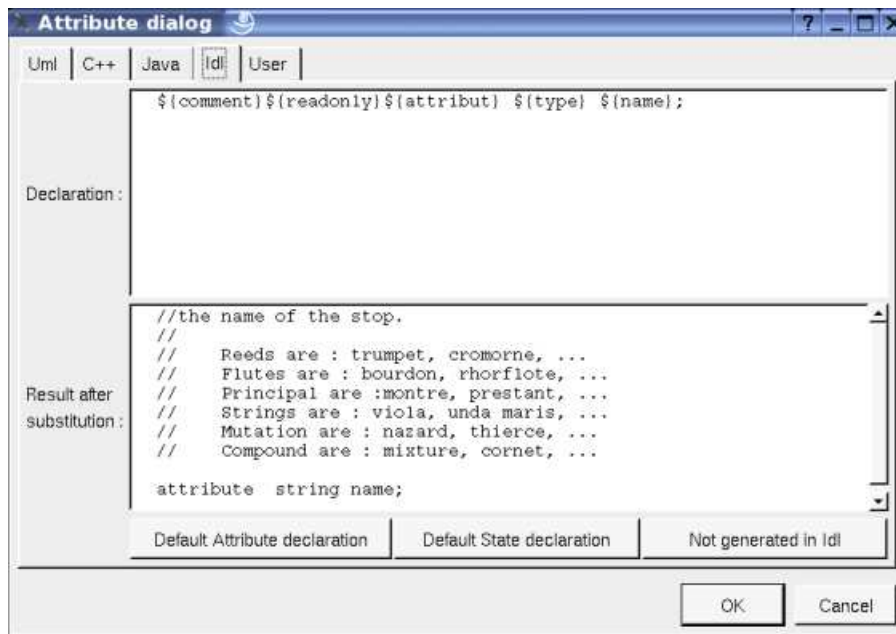 Attribute dialog
Uml C++ Java Idl User
Declaration :
${comment}${readonly}${attribut} ${type} ${name};
Result after
substitution :
//the name of the stop.
//
// Reeds are : trumpet, cromorne, ...
// Flutes are : bourdon, rhorflote, ...
// Principal are :montre, prestant, ...
// Strings are : viola, unda maris, ...
// Mutation are : nazard, thierce, ...
// Compound are : mixture, cornet, ...
attribute string name;
Default Attribute declaration Default State declaration Not generated in Idl
OK Cancel